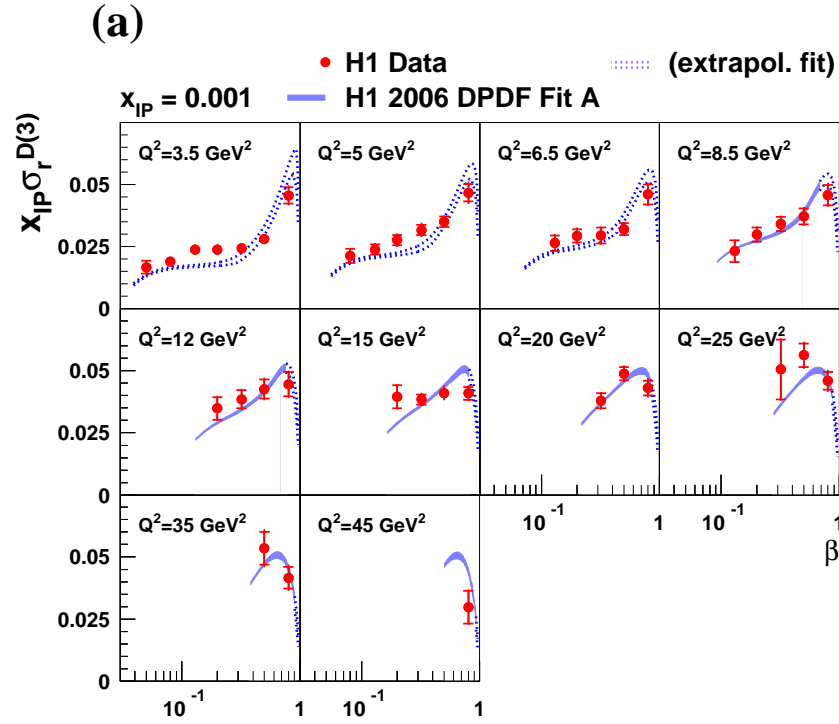 (a)
H1 Data
(extrapol. fit)
x_IP = 0.001
H1 2006 DPDF Fit A
x_IP σ_r^D(3)
Q²=3.5 GeV²
Q²=5 GeV²
Q²=6.5 GeV²
Q²=8.5 GeV²
0.05
0.025
0
Q²=12 GeV²
Q²=15 GeV²
Q²=20 GeV²
Q²=25 GeV²
0.05
0.025
0
10⁻¹
1
10⁻¹
1
β
Q²=35 GeV²
Q²=45 GeV²
0.05
0.025
0
10⁻¹
1
10⁻¹
1